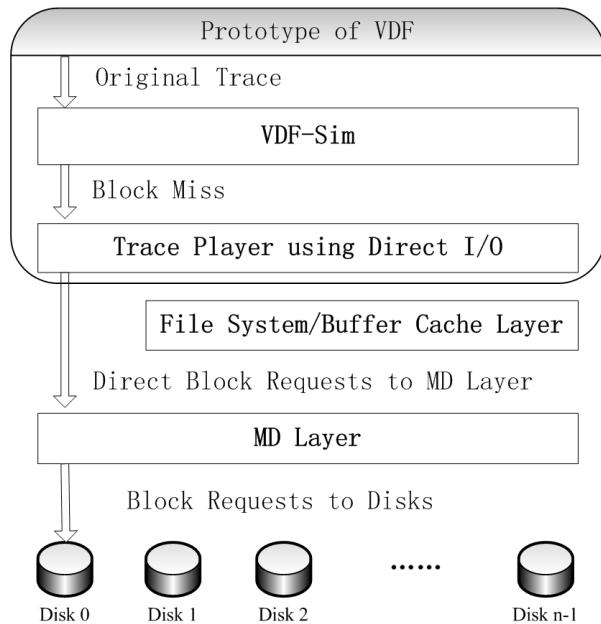 Prototype of VDF
Original Trace
VDF-Sim
Block Miss
Trace Player using Direct I/O
File System/Buffer Cache Layer
Direct Block Requests to MD Layer
MD Layer
Block Requests to Disks
Disk 0 Disk 1 Disk 2 …… Disk n-1